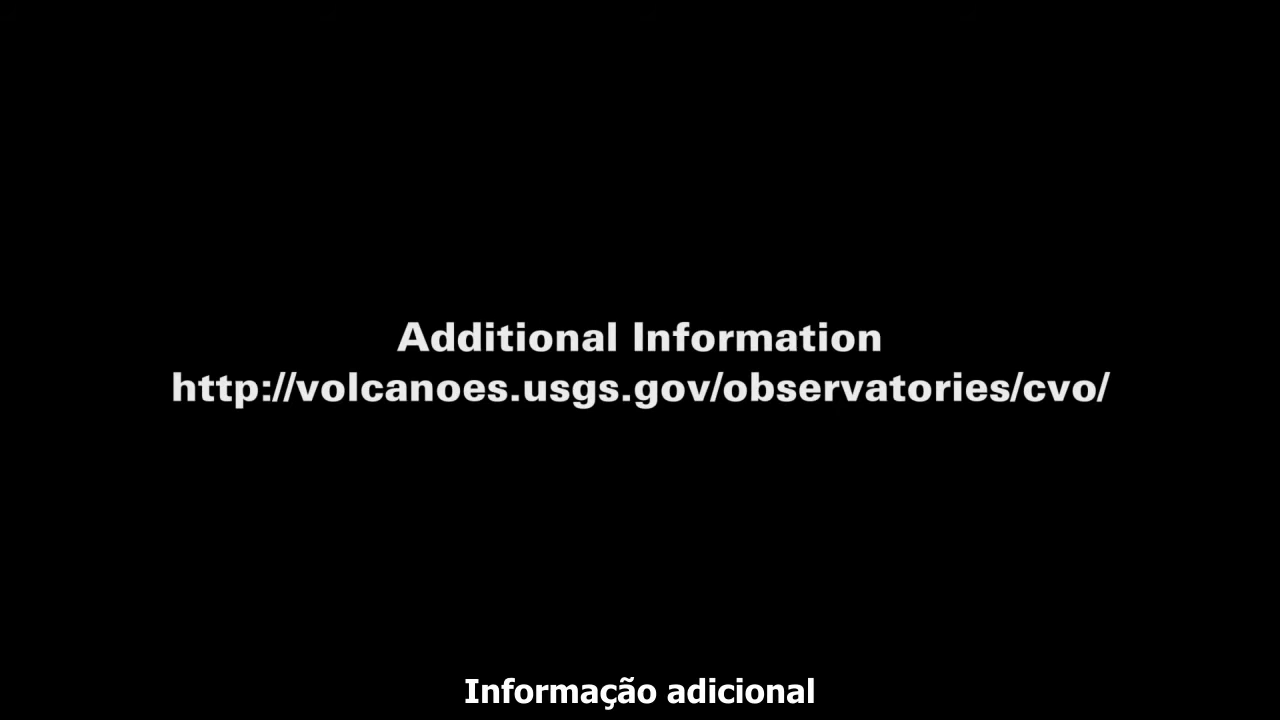 Additional Information
http://volcanoes.usgs.gov/observatories/cvo/
Informação adicional